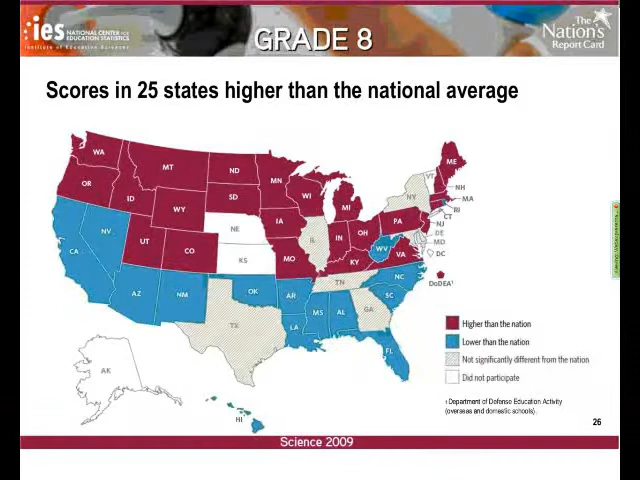 ies NATIONAL CENTER FOR
EDUCATION STATISTICS
Institute of Education Sciences
GRADE 8
The
Nation's
Report Card
Scores in 25 states higher than the national average
WA
MT
ND
MN
ME
VT
OR
ID
SD
WI
MI
NY
NH
MA
WY
IA
PA
RI
CT
NJ
NV
UT
NE
IL
IN
OH
DE
MD
CA
CO
KS
MO
KY
WV
VA
DC
AZ
NM
OK
AR
TN
NC
DoDEA¹
TX
LA
MS
AL
GA
SC
FL
AK
HI
Higher than the nation
Lower than the nation
Not significantly different from the nation
Did not participate
¹ Department of Defense Education Activity
(overseas and domestic schools).
26
Science 2009